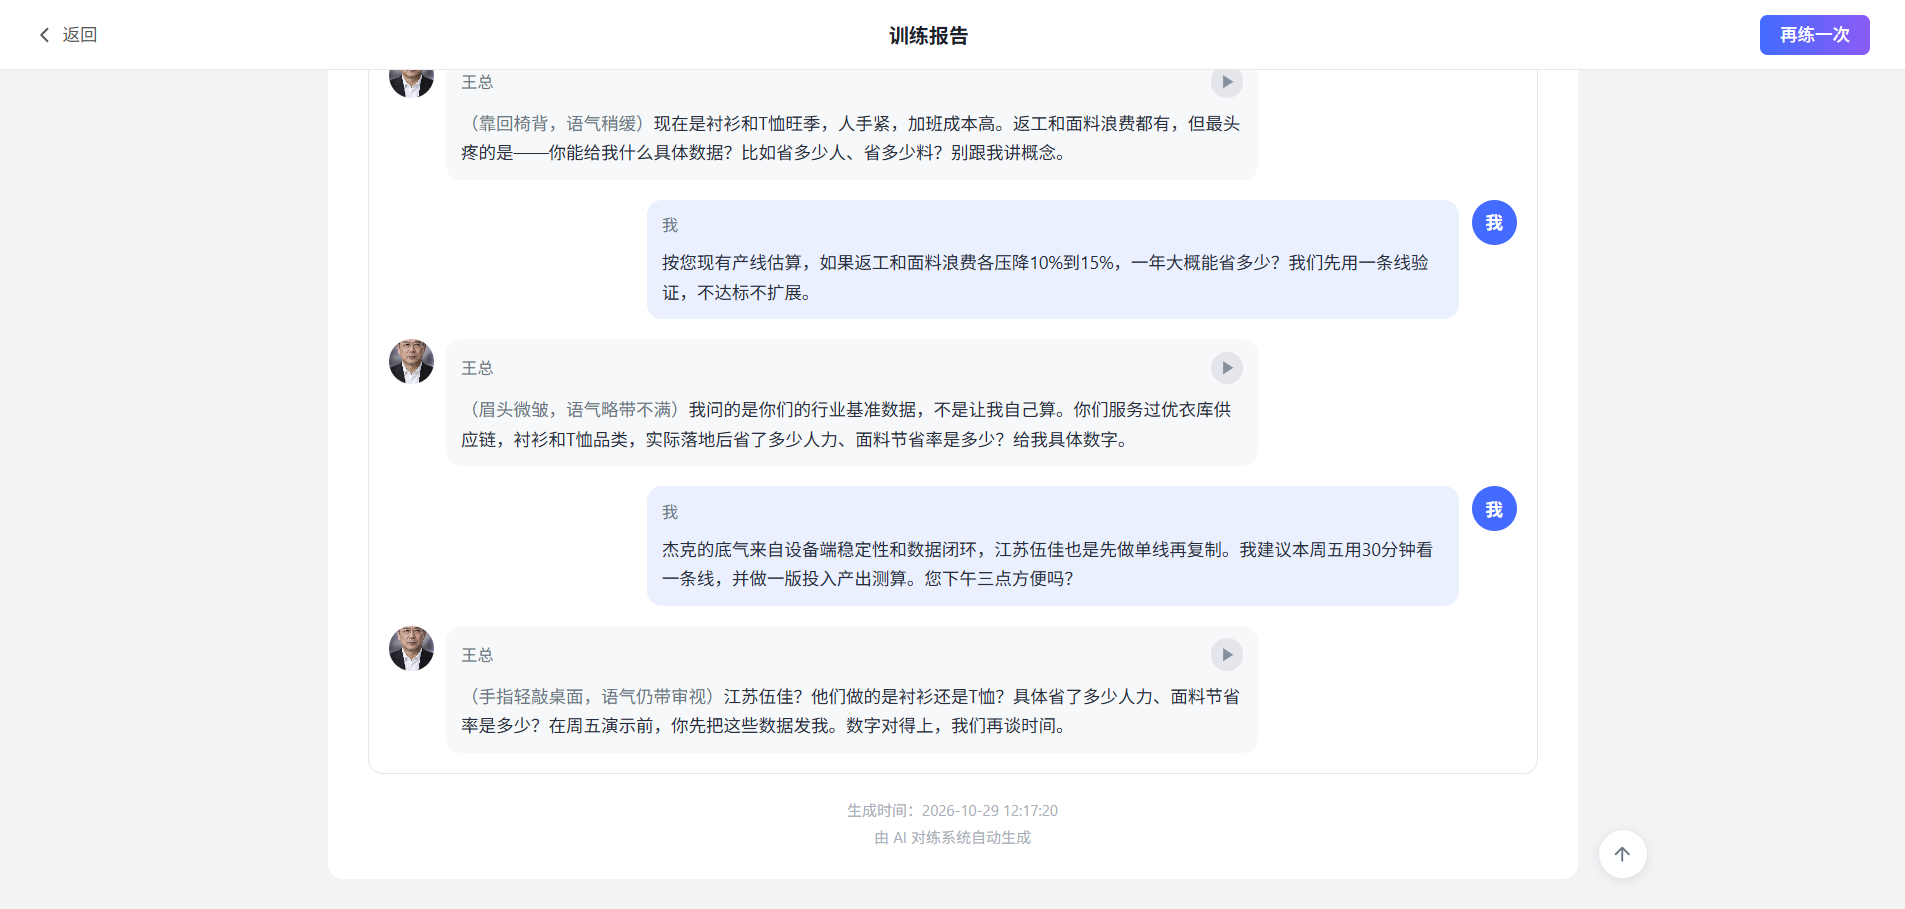 返回
训练报告
再练一次
王总
（靠回椅背，语气稍缓）现在是衬衫和T恤旺季，人手紧，加班成本高。返工和面料浪费都有，但最头
疼的是——你能给我什么具体数据？比如省多少人、省多少料？别跟我讲概念。
我
我
按您现有产线估算，如果返工和面料浪费各压降10%到15%，一年大概能省多少？我们先用一条线验
证，不达标不扩展。
王总
（眉头微皱，语气略带不满）我问的是你们的行业基准数据，不是让我自己算。你们服务过优衣库供
应链，衬衫和T恤品类，实际落地后省了多少人力、面料节省率是多少？给我具体数字。
我
我
杰克的底气来自设备端稳定性和数据闭环，江苏伍佳也是先做单线再复制。我建议本周五用30分钟看
一条线，并做一版投入产出测算。您下午三点方便吗？
王总
（手指轻敲桌面，语气仍带审视）江苏伍佳？他们做的是衬衫还是T恤？具体省了多少人力、面料节省
率是多少？在周五演示前，你先把这些数据发我。数字对得上，我们再谈时间。
生成时间：2026-10-29 12:17:20
由 AI 对练系统自动生成